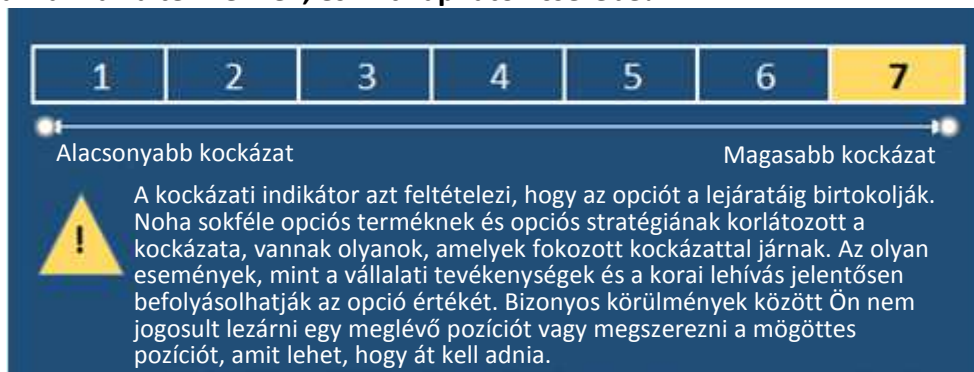 1 2 3 4 5 6 7
Alacsonyabb kockázat Magasabb kockázat
A kockázati indikátor azt feltételezi, hogy az opciót a lejáratáig birtokolják.
Noha sokféle opciós terméknek és opciós stratégiának korlátozott a
kockázata, vannak olyanok, amelyek fokozott kockázattal járnak. Az olyan
események, mint a vállalati tevékenységek és a korai lehívás jelentősen
befolyásolhatják az opció értékét. Bizonyos körülmények között Ön nem
jogosult lezárni egy meglévő pozíciót vagy megszerezni a mögöttes
pozíciót, amit lehet, hogy át kell adnia.